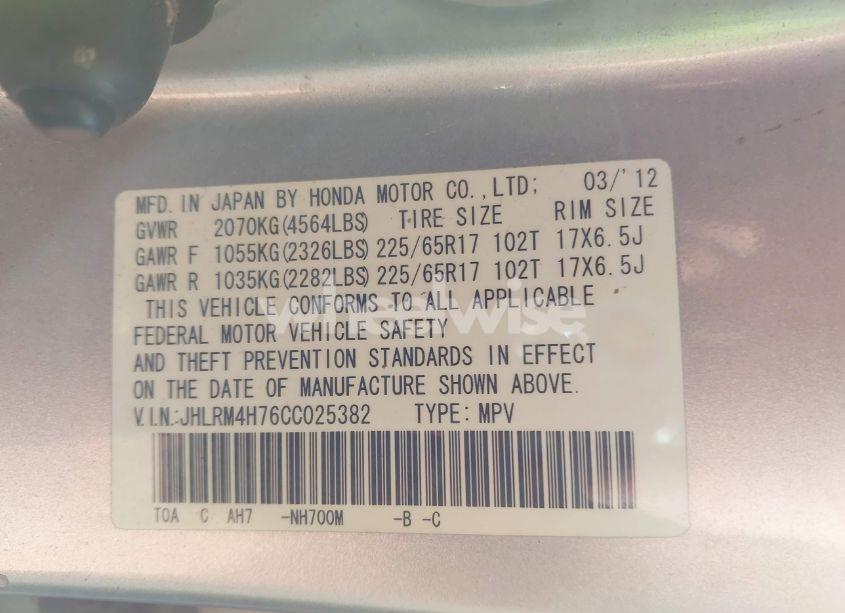 MFD. IN JAPAN BY HONDA MOTOR CO., LTD; 03/'12
GVWR 2070KG(4564LBS) TIRE SIZE RIM SIZE
GAWR F 1055KG(2326LBS) 225/65R17 102T 17X6.5J
GAWR R 1035KG(2282LBS) 225/65R17 102T 17X6.5J
THIS VEHICLE CONFORMS TO ALL APPLICABLE
wheelwise
FEDERAL MOTOR VEHICLE SAFETY
AND THEFT PREVENTION STANDARDS IN EFFECT
ON THE DATE OF MANUFACTURE SHOWN ABOVE.
V.I.N.:JHLRM4H76CC025382 TYPE: MPV
TOA C AH7 -NH700M -B -C